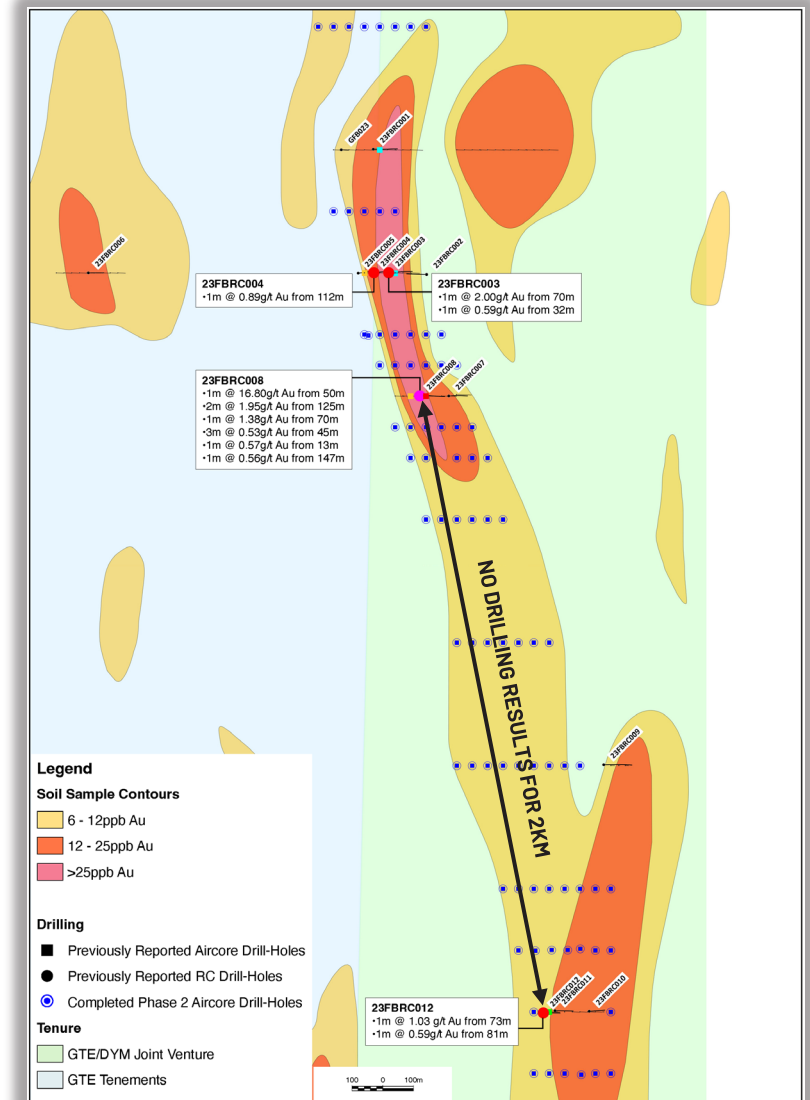 GFB023
23FBRC001
23FBRC006
23FBRC005
23FBRC004
23FBRC003
23FBRC002
23FBRC004
•1m @ 0.89g/t Au from 112m
23FBRC003
•1m @ 2.00g/t Au from 70m
•1m @ 0.59g/t Au from 32m
23FBRC008
23FBRC007
23FBRC008
•1m @ 16.80g/t Au from 50m
•2m @ 1.95g/t Au from 125m
•1m @ 1.38g/t Au from 70m
•3m @ 0.53g/t Au from 45m
•1m @ 0.57g/t Au from 13m
•1m @ 0.56g/t Au from 147m
NO DRILLING RESULTS FOR 2KM
23FBRC009
23FBRC012
23FBRC011
23FBRC010
23FBRC012
•1m @ 1.03 g/t Au from 73m
•1m @ 0.59g/t Au from 81m
Legend
Soil Sample Contours
6 - 12ppb Au
12 - 25ppb Au
>25ppb Au
Drilling
Previously Reported Aircore Drill-Holes
Previously Reported RC Drill-Holes
Completed Phase 2 Aircore Drill-Holes
Tenure
GTE/DYM Joint Venture
GTE Tenements
100 0 100m